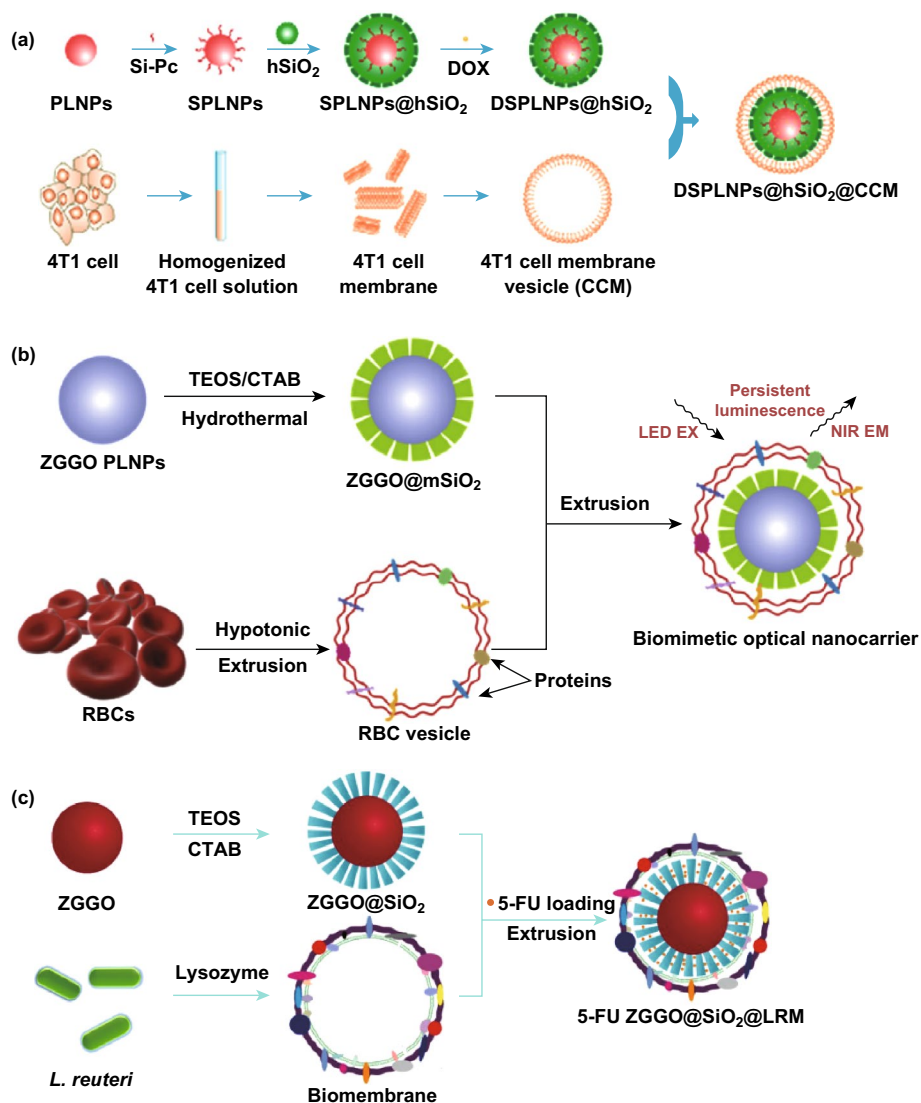 (a)
Si-Pc
hSiO₂
DOX
PLNPs
SPLNPs
SPLNPs@hSiO₂
DSPLNPs@hSiO₂
DSPLNPs@hSiO₂@CCM
4T1 cell
Homogenized
4T1 cell solution
4T1 cell
membrane
4T1 cell membrane
vesicle (CCM)
(b)
TEOS/CTAB
Hydrothermal
ZGGO PLNPs
ZGGO@mSiO₂
Extrusion
Persistent
luminescence
LED EX
NIR EM
Biomimetic optical nanocarrier
Hypotonic
Extrusion
Proteins
RBCs
RBC vesicle
(c)
TEOS
CTAB
ZGGO
ZGGO@SiO₂
5-FU loading
Extrusion
5-FU ZGGO@SiO₂@LRM
Lysozyme
L. reuteri
Biomembrane